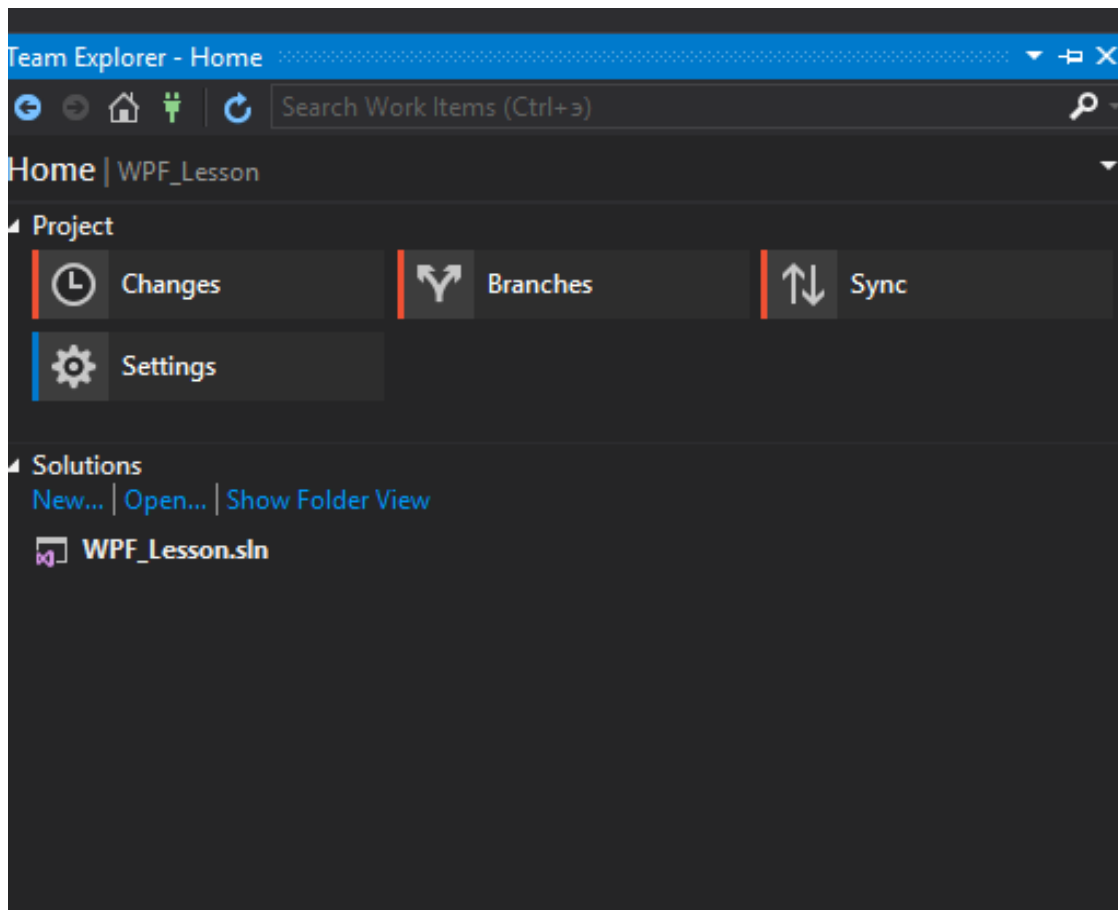 Team Explorer - Home
Search Work Items (Ctrl+э)
Home | WPF_Lesson
Project
Changes
Branches
Sync
Settings
Solutions
New... | Open... | Show Folder View
WPF_Lesson.sln